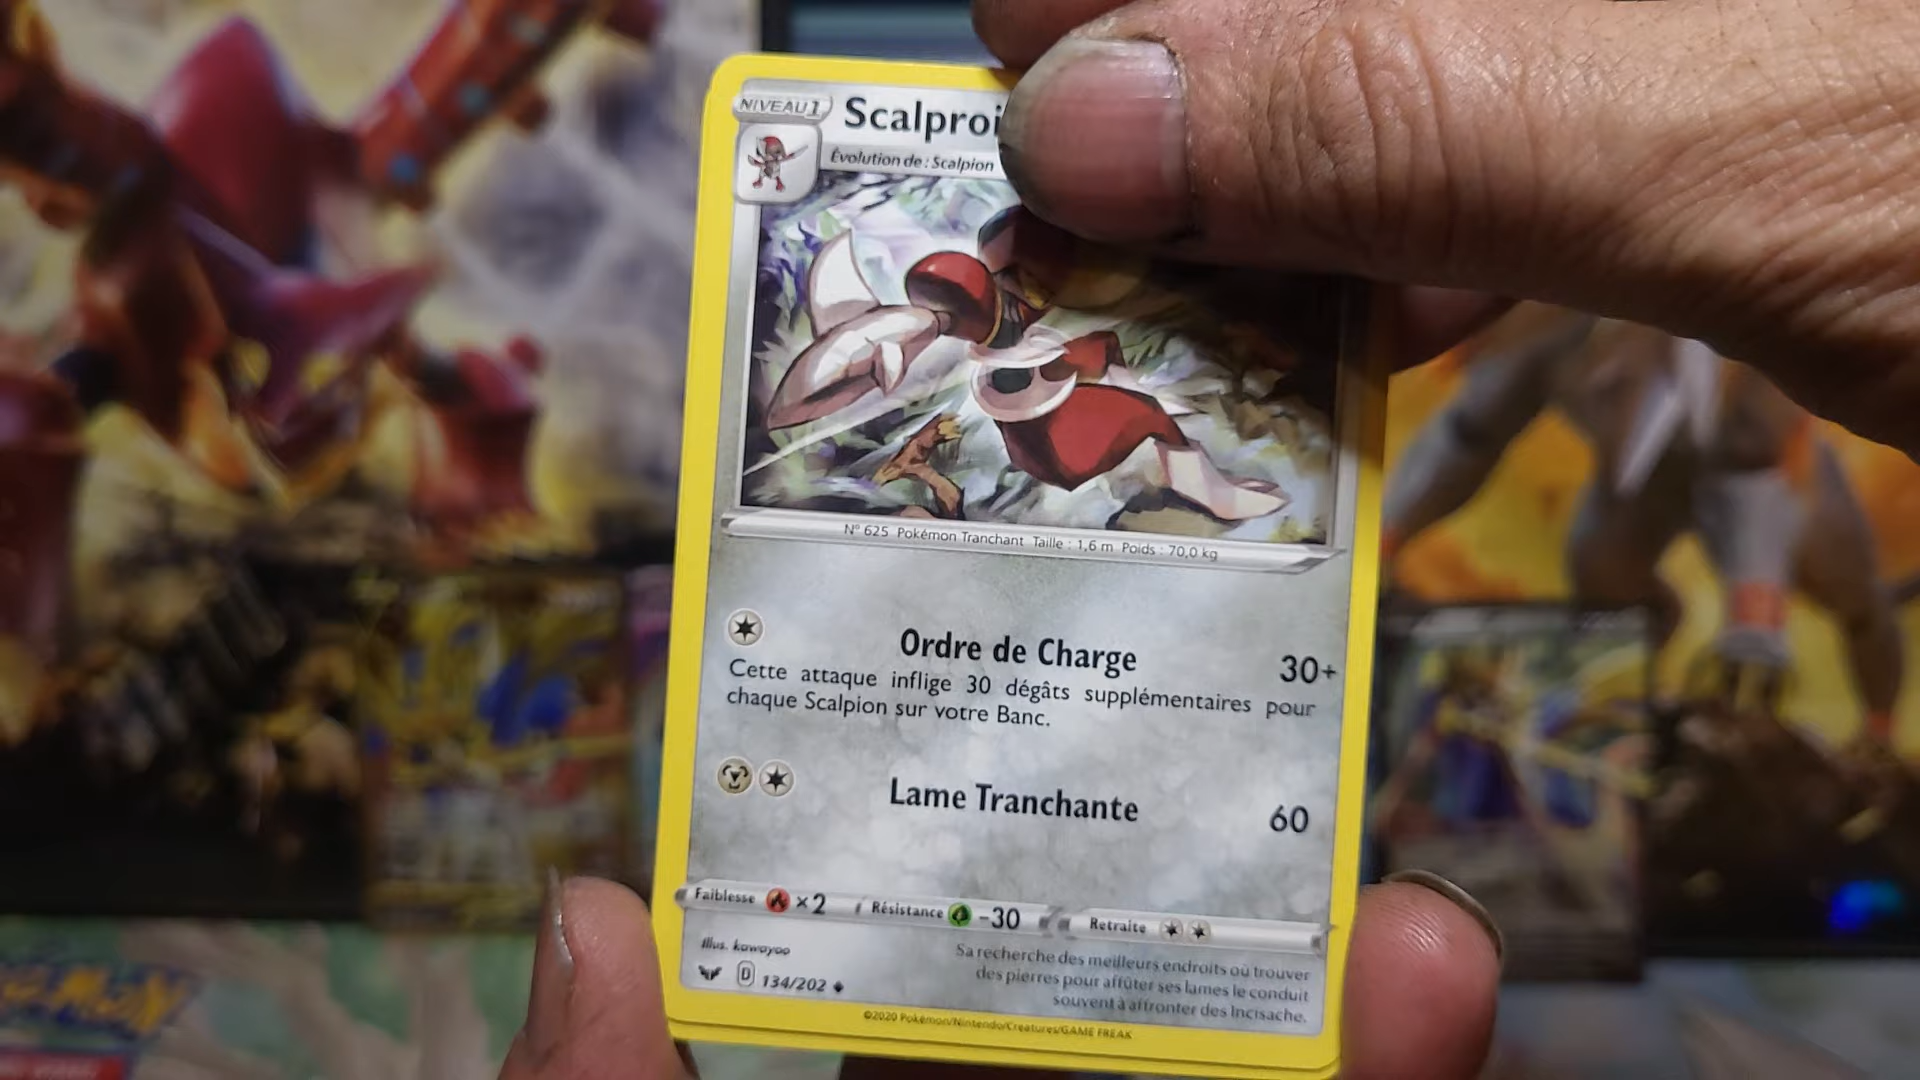 NIVEAU 1
Scalproi
Évolution de : Scalpion
N° 625 Pokémon Tranchant Taille : 1,6 m Poids : 70,0 kg
Ordre de Charge 30+
Cette attaque inflige 30 dégâts supplémentaires pour
chaque Scalpion sur votre Banc.
Lame Tranchante 60
Faiblesse ×2 Résistance -30 Retraite
Illus. kawayoo
D 134/202
Sa recherche des meilleurs endroits où trouver
des pierres pour affûter ses lames le conduit
souvent à affronter des Incisache.
©2020 Pokémon/Nintendo/Creatures/GAME FREAK